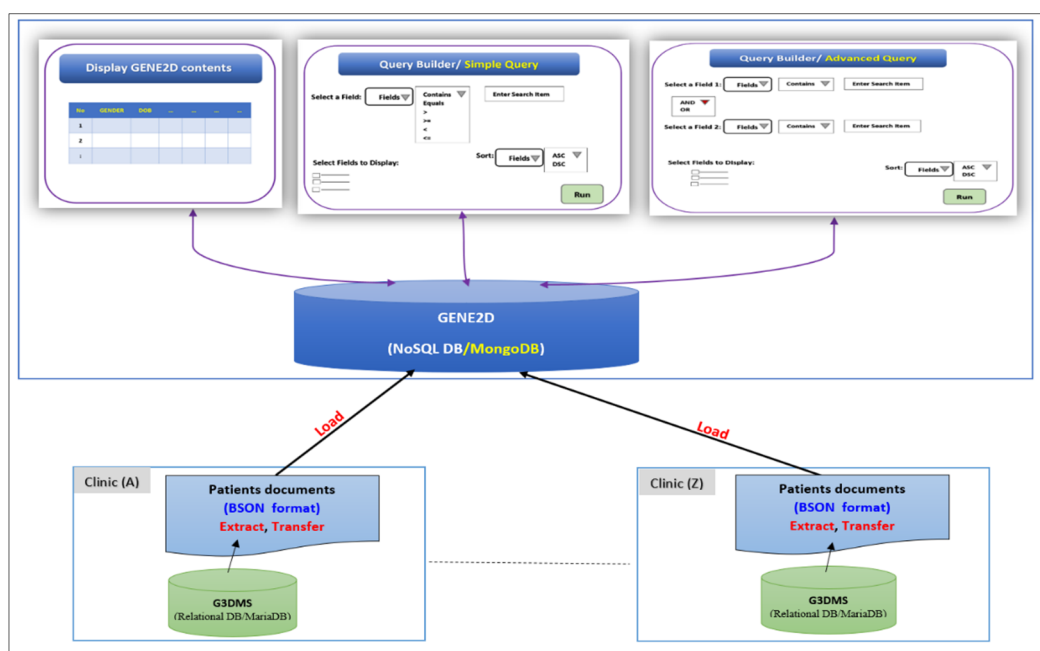 Display GENE2D contents
No GENDER DOB ... ... ... ...
1
2
:
Query Builder/ Simple Query
Select a Field: Fields Contains Enter Search Item
Equals
>
>=
<
<=
Sort: Fields ASC
DSC
Select Fields to Display:
Run
Query Builder/ Advanced Query
Select a Field 1: Fields Contains Enter Search Item
AND
OR
Select a Field 2: Fields Contains Enter Search Item
Select Fields to Display:
Sort: Fields ASC
DSC
Run
GENE2D
(NoSQL DB/MongoDB)
Load
Load
Clinic (A)
Patients documents
(BSON format)
Extract, Transfer
G3DMS
(Relational DB/MariaDB)
Clinic (Z)
Patients documents
(BSON format)
Extract, Transfer
G3DMS
(Relational DB/MariaDB)